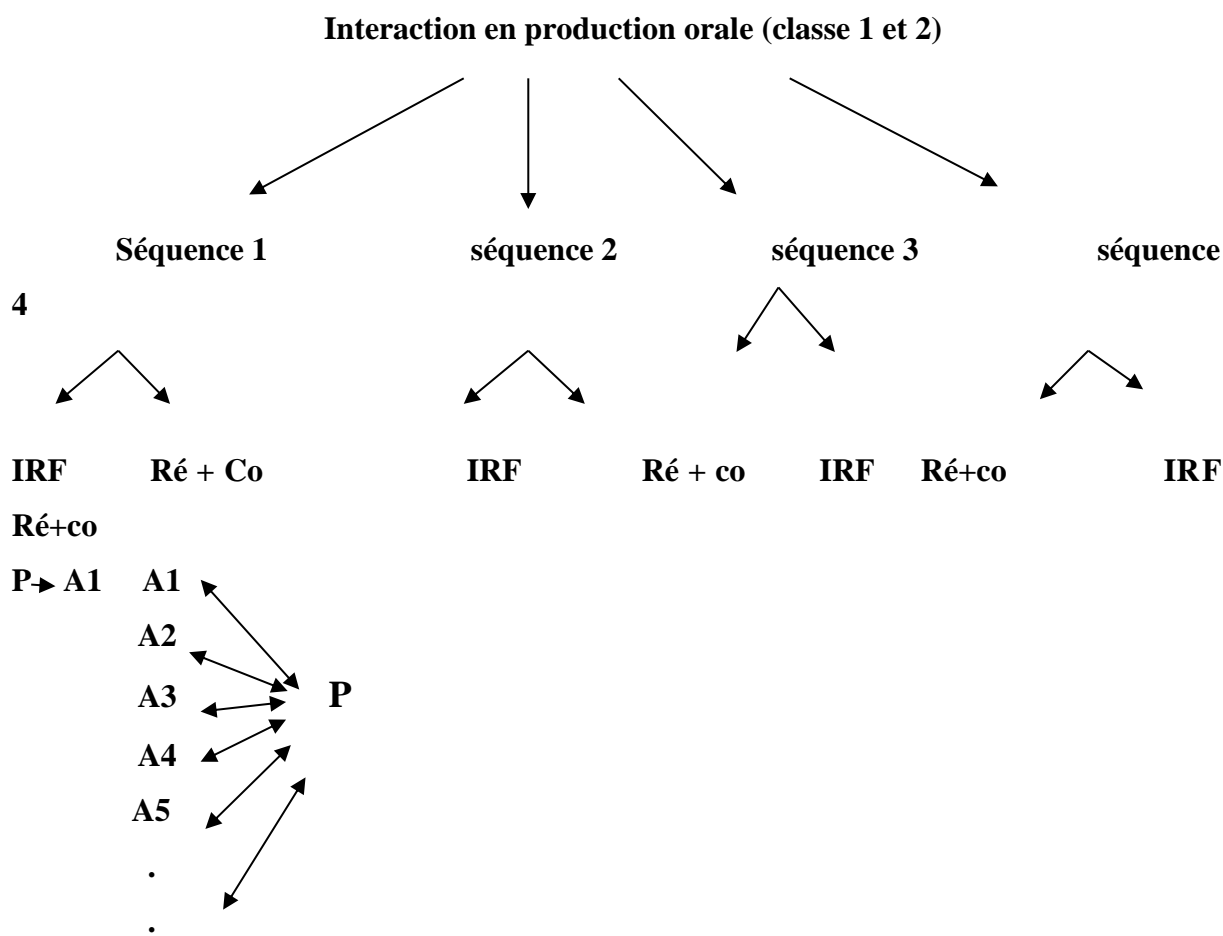 Interaction en production orale (classe 1 et 2)
Séquence 1 séquence 2 séquence 3 séquence
4
IRF Ré + Co IRF Ré + co IRF Ré+co IRF
Ré+co
P A1 A1
A2
A3 P
A4
A5
.
.